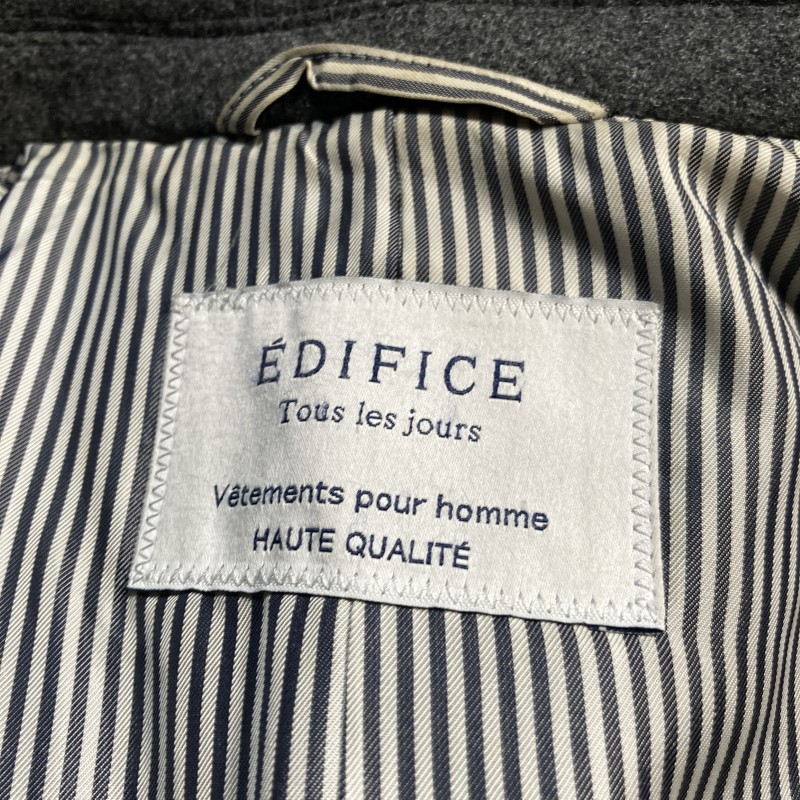 ÉDIFICE
Tous les jours
Vêtements pour homme
HAUTE QUALITÉ